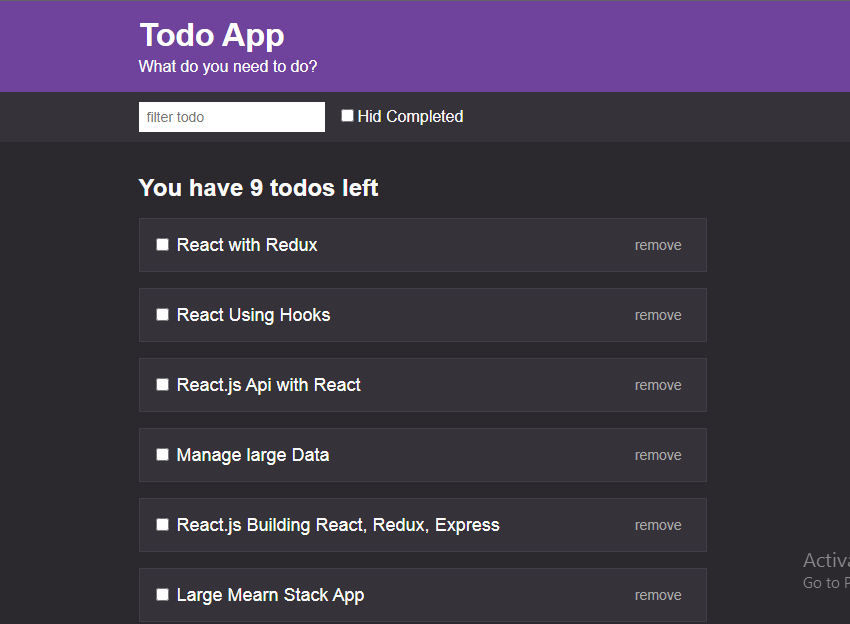 Todo App
What do you need to do?
filter todo
Hid Completed
You have 9 todos left
React with Redux remove
React Using Hooks remove
React.js Api with React remove
Manage large Data remove
React.js Building React, Redux, Express remove
Large Mearn Stack App remove
Go to